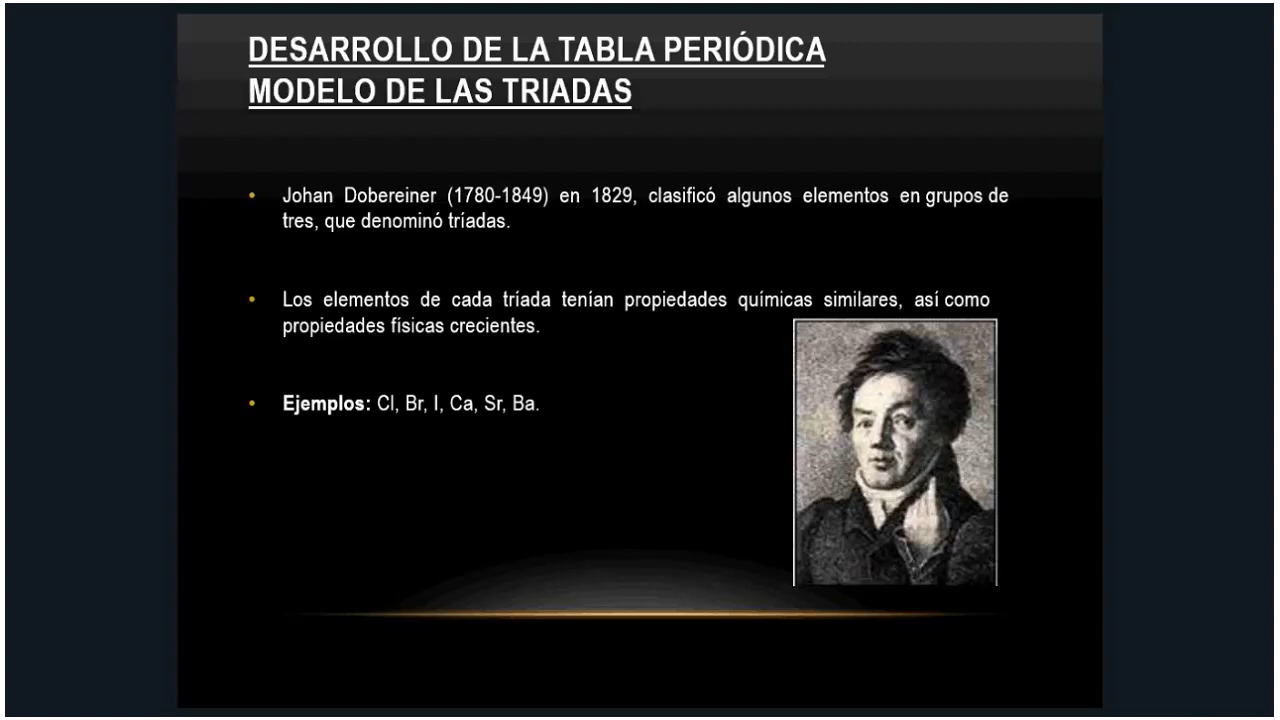 DESARROLLO DE LA TABLA PERIÓDICA
MODELO DE LAS TRIADAS
• Johan Dobereiner (1780-1849) en 1829, clasificó algunos elementos en grupos de
tres, que denominó tríadas.
• Los elementos de cada tríada tenían propiedades químicas similares, así como
propiedades físicas crecientes.
• Ejemplos: Cl, Br, I, Ca, Sr, Ba.